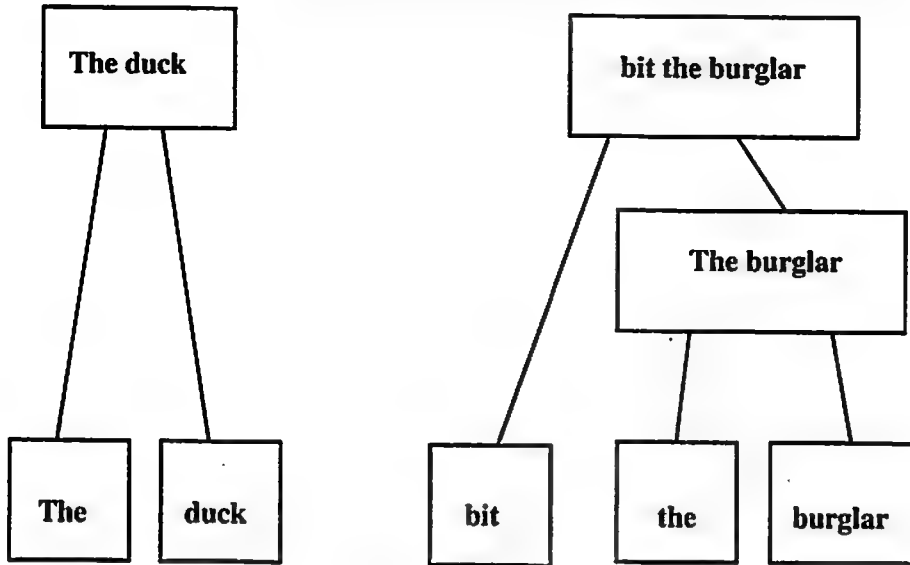 The duck
bit the burglar
The burglar
The
duck
bit
the
burglar